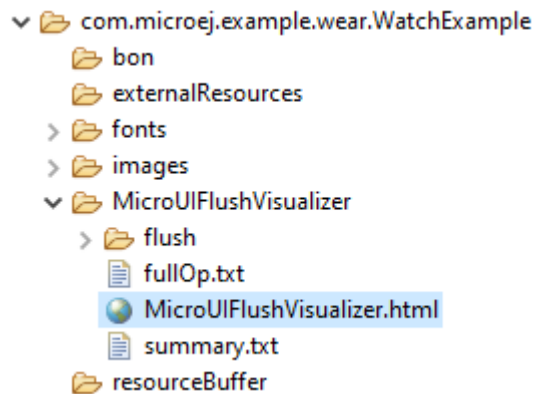 com.microej.example.wear.WatchExample
bon
externalResources
fonts
images
MicroUIFlushVisualizer
flush
fullOp.txt
MicroUIFlushVisualizer.html
summary.txt
resourceBuffer